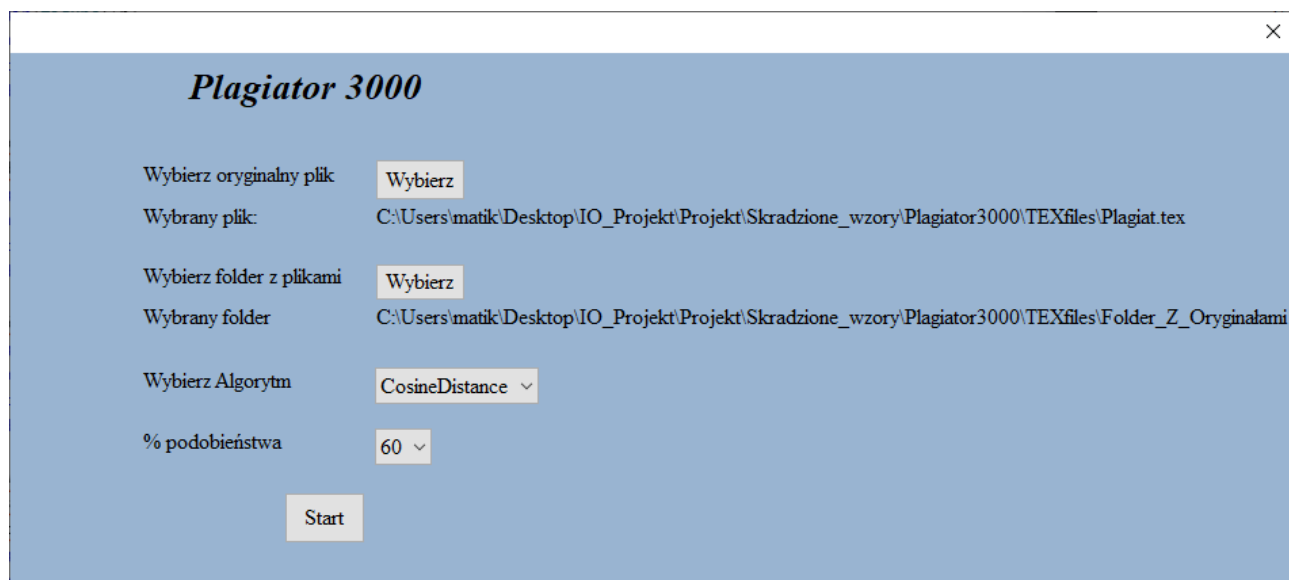 Plagiator 3000
Wybierz oryginalny plik Wybierz
Wybrany plik: C:\Users\matik\Desktop\IO_Projekt\Projekt\Skradzione_wzory\Plagiator3000\TEXfiles\Plagiat.tex
Wybierz folder z plikami Wybierz
Wybrany folder C:\Users\matik\Desktop\IO_Projekt\Projekt\Skradzione_wzory\Plagiator3000\TEXfiles\Folder_Z_Oryginałami
Wybierz Algorytm CosineDistance
% podobieństwa 60
Start